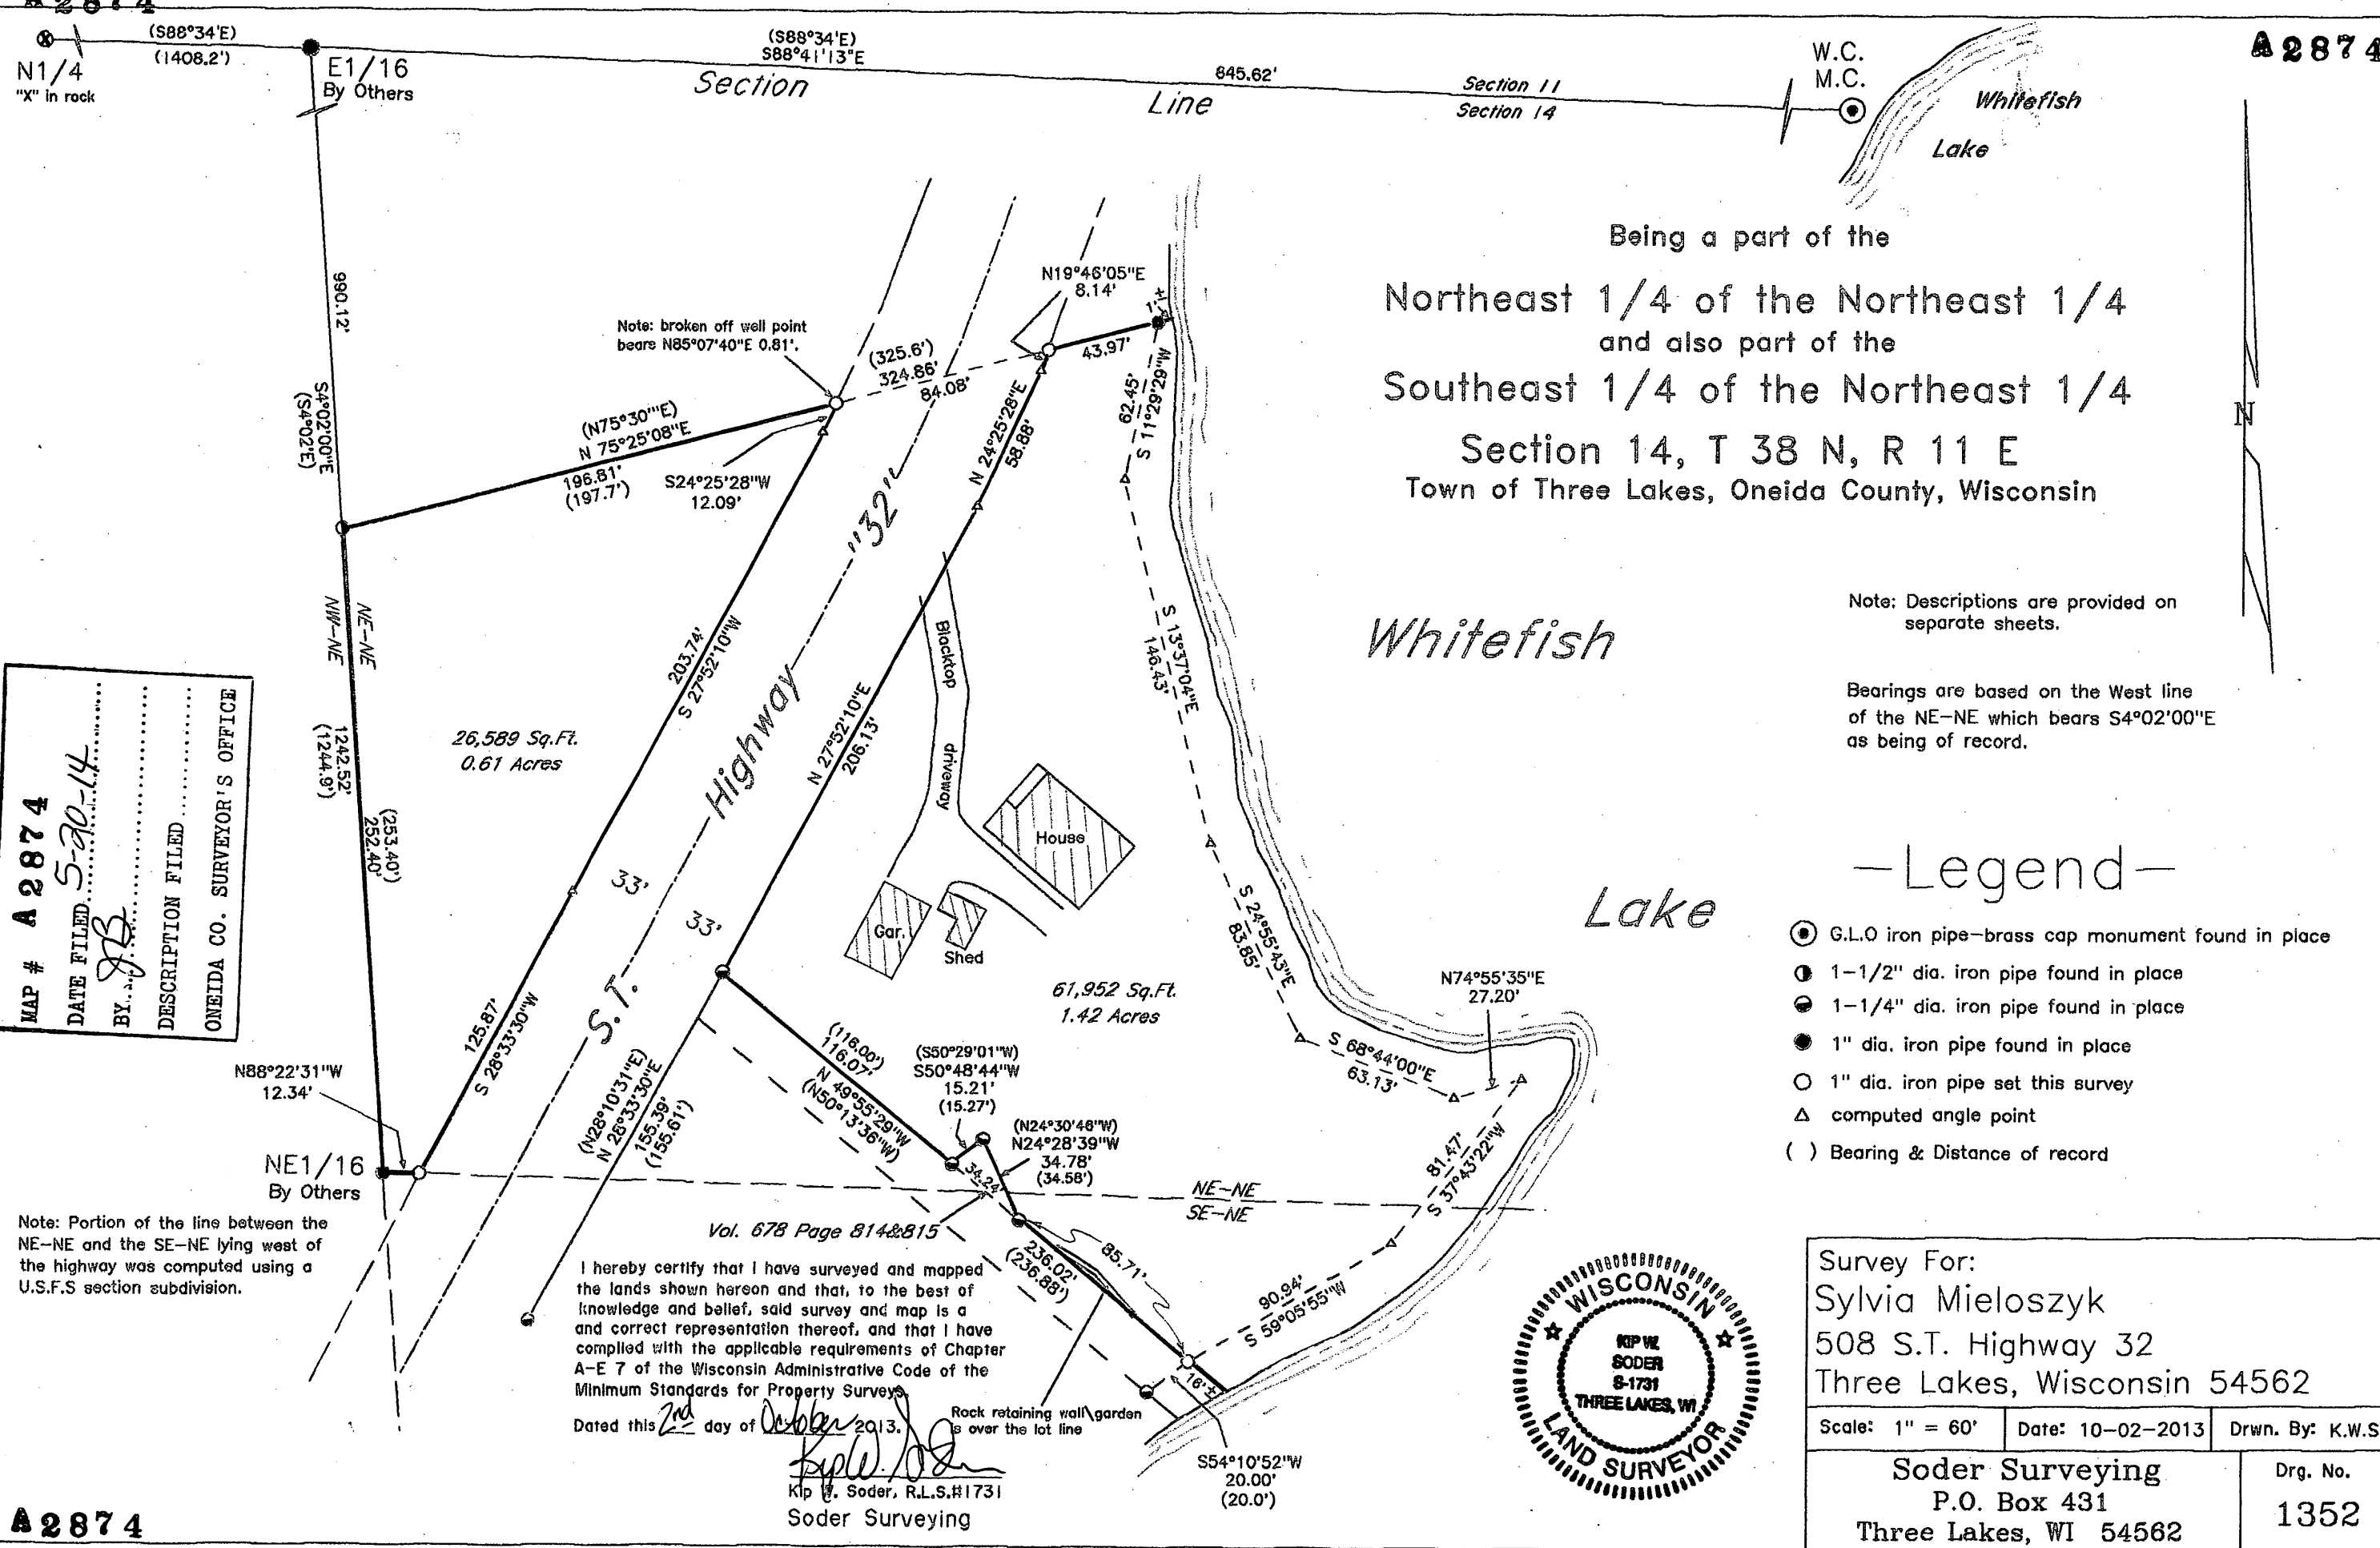 A2874
(S88°34'E)
(1408.2')
N1/4
"X" in rock
E1/16
By Others
(S88°34'E)
S88°41'13"E
845.62'
Section Line
Section 11
Section 14
W.C.
M.C.
Whitefish
Lake
A2874
990.12'
S4°02'00"E
(S4°02'E)
Note: broken off well point
bears N85°07'40"E 0.81'.
N19°46'05"E
8.14'
(325.6')
324.86'
84.08'
43.97'
(N75°30'"E)
N 75°25'08"E
196.81'
(197.7')
S24°25'28"W
12.09'
N 24°25'28"E
58.88'
62.45'
S 11°29'29"W
Being a part of the
Northeast 1/4 of the Northeast 1/4
and also part of the
Southeast 1/4 of the Northeast 1/4
Section 14, T 38 N, R 11 E
Town of Three Lakes, Oneida County, Wisconsin
N
NE-NE
NW-NE
203.74'
S 27°52'10"W
S.T. Highway "32"
N 27°52'10"E
206.13'
Blacktop
driveway
S 13°37'04"E
146.43'
Whitefish
Lake
Note: Descriptions are provided on
separate sheets.
Bearings are based on the West line
of the NE-NE which bears S4°02'00"E
as being of record.
MAP # A2874
DATE FILED 5-20-14
BY
DESCRIPTION FILED
ONEIDA CO. SURVEYOR'S OFFICE
1242.52'
(1244.9')
(253.40')
252.40'
26,589 Sq.Ft.
0.61 Acres
House
33'
33'
Gar.
Shed
61,952 Sq.Ft.
1.42 Acres
S 24°55'43"E
83.85'
N74°55'35"E
27.20'
S 68°44'00"E
63.13'
-Legend-
G.L.O iron pipe-brass cap monument found in place
1-1/2" dia. iron pipe found in place
1-1/4" dia. iron pipe found in place
1" dia. iron pipe found in place
1" dia. iron pipe set this survey
computed angle point
( ) Bearing & Distance of record
N88°22'31"W
12.34'
125.87'
S 28°33'30"W
(N28°10'31"E)
N 28°33'30"E
155.39'
(155.61')
(116.00')
116.07'
N 49°55'29"W
(N50°13'36"W)
(S50°29'01"W)
S50°48'44"W
15.21'
(15.27')
(N24°30'46"W)
N24°28'39"W
34.78'
(34.58')
34.24'
81.47'
S 37°43'22"W
NE1/16
By Others
NE-NE
SE-NE
Note: Portion of the line between the
NE-NE and the SE-NE lying west of
the highway was computed using a
U.S.F.S section subdivision.
Vol. 678 Page 814&815
236.02'
(236.88')
85.71'
90.94'
S 59°05'55"W
16'±
I hereby certify that I have surveyed and mapped
the lands shown hereon and that, to the best of
knowledge and belief, said survey and map is a
and correct representation thereof, and that I have
complied with the applicable requirements of Chapter
A-E 7 of the Wisconsin Administrative Code of the
Minimum Standards for Property Surveys.
Dated this 2nd day of October 2013.
Kip W. Soder, R.L.S.#1731
Soder Surveying
Rock retaining wall\garden
is over the lot line
S54°10'52"W
20.00'
(20.0')
WISCONSIN
KIP W.
SODER
S-1731
THREE LAKES, WI
LAND SURVEYOR
Survey For:
Sylvia Mieloszyk
508 S.T. Highway 32
Three Lakes, Wisconsin 54562
Scale: 1" = 60' Date: 10-02-2013 Drwn. By: K.W.S
Soder Surveying
P.O. Box 431
Three Lakes, WI 54562
Drg. No.
1352
A2874